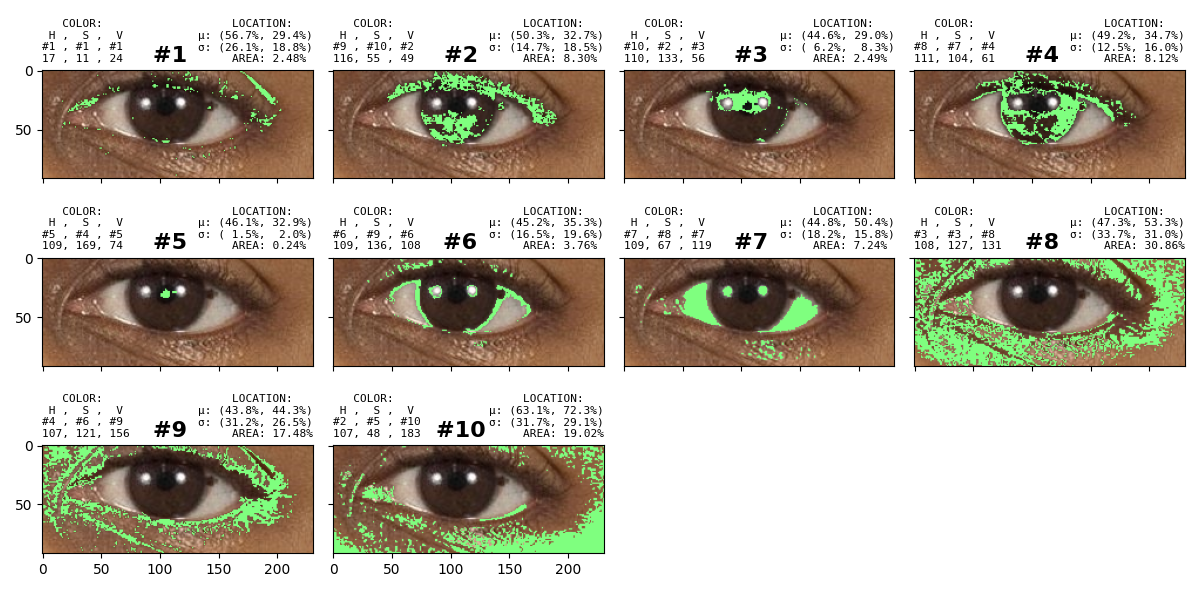 COLOR: LOCATION:
H , S , V μ: (56.7%, 29.4%)
#1 , #1 , #1 #1 σ: (26.1%, 18.8%)
17 , 11 , 24 AREA: 2.48%
COLOR: LOCATION:
H , S , V μ: (50.3%, 32.7%)
#9 , #10, #2 #2 σ: (14.7%, 18.5%)
116, 55 , 49 AREA: 8.30%
COLOR: LOCATION:
H , S , V μ: (44.6%, 29.0%)
#10, #2 , #3 #3 σ: ( 6.2%, 8.3%)
110, 133, 56 AREA: 2.49%
COLOR: LOCATION:
H , S , V μ: (49.2%, 34.7%)
#8 , #7 , #4 #4 σ: (12.5%, 16.0%)
111, 104, 61 AREA: 8.12%
0
50
COLOR: LOCATION:
H , S , V μ: (46.1%, 32.9%)
#5 , #4 , #5 #5 σ: ( 1.5%, 2.0%)
109, 169, 74 AREA: 0.24%
COLOR: LOCATION:
H , S , V μ: (45.2%, 35.3%)
#6 , #9 , #6 #6 σ: (16.5%, 19.6%)
109, 136, 108 AREA: 3.76%
COLOR: LOCATION:
H , S , V μ: (44.8%, 50.4%)
#7 , #8 , #7 #7 σ: (18.2%, 15.8%)
109, 67 , 119 AREA: 7.24%
COLOR: LOCATION:
H , S , V μ: (47.3%, 53.3%)
#3 , #3 , #8 #8 σ: (33.7%, 31.0%)
108, 127, 131 AREA: 30.86%
0
50
COLOR: LOCATION:
H , S , V μ: (43.8%, 44.3%)
#4 , #6 , #9 #9 σ: (31.2%, 26.5%)
107, 121, 156 AREA: 17.48%
COLOR: LOCATION:
H , S , V μ: (63.1%, 72.3%)
#2 , #5 , #10 #10 σ: (31.7%, 29.1%)
107, 48 , 183 AREA: 19.02%
0
50
0 50 100 150 200
0 50 100 150 200